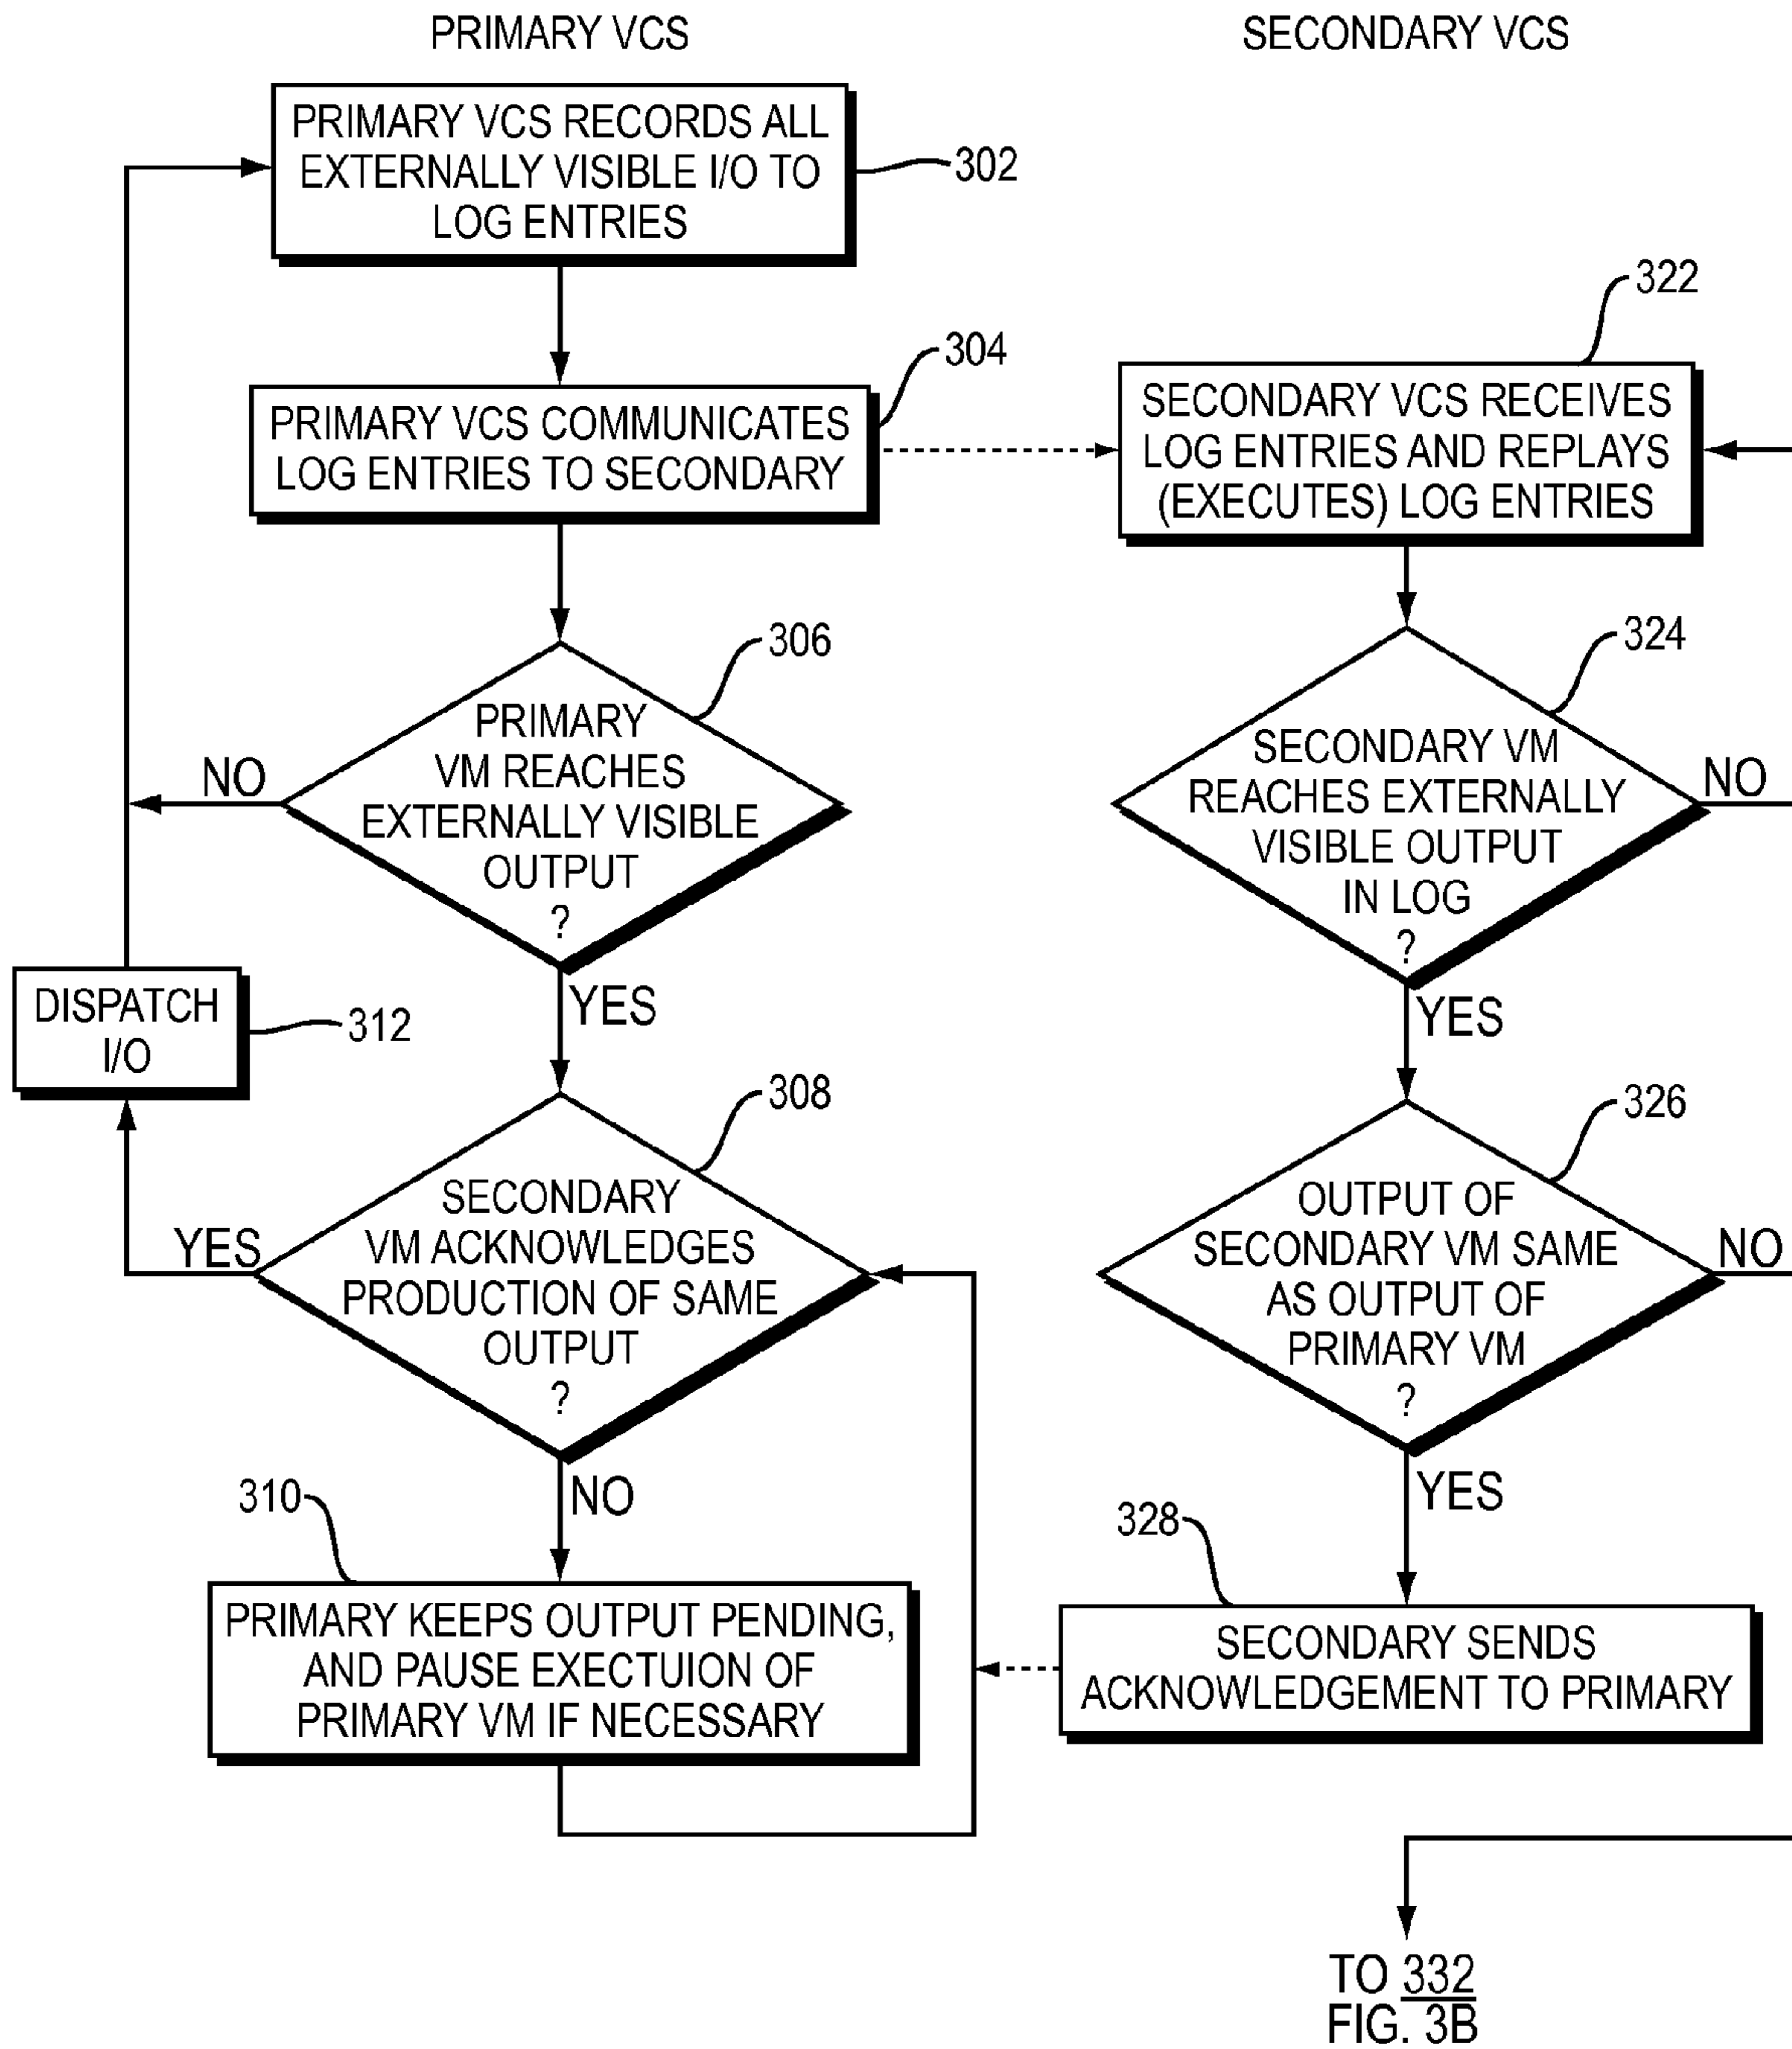 PRIMARY VCS
PRIMARY VCS RECORDS ALL
EXTERNALLY VISIBLE I/O TO
LOG ENTRIES
302
PRIMARY VCS COMMUNICATES
LOG ENTRIES TO SECONDARY
304
PRIMARY
VM REACHES
EXTERNALLY VISIBLE
OUTPUT
?
306
NO
YES
DISPATCH
I/O
312
SECONDARY
VM ACKNOWLEDGES
PRODUCTION OF SAME
OUTPUT
?
308
YES
NO
310
PRIMARY KEEPS OUTPUT PENDING,
AND PAUSE EXECTUION OF
PRIMARY VM IF NECESSARY
SECONDARY VCS
322
SECONDARY VCS RECEIVES
LOG ENTRIES AND REPLAYS
(EXECUTES) LOG ENTRIES
324
SECONDARY VM
REACHES EXTERNALLY
VISIBLE OUTPUT
IN LOG
?
NO
YES
326
OUTPUT OF
SECONDARY VM SAME
AS OUTPUT OF
PRIMARY VM
?
NO
YES
328
SECONDARY SENDS
ACKNOWLEDGEMENT TO PRIMARY
TO 332
FIG. 3B